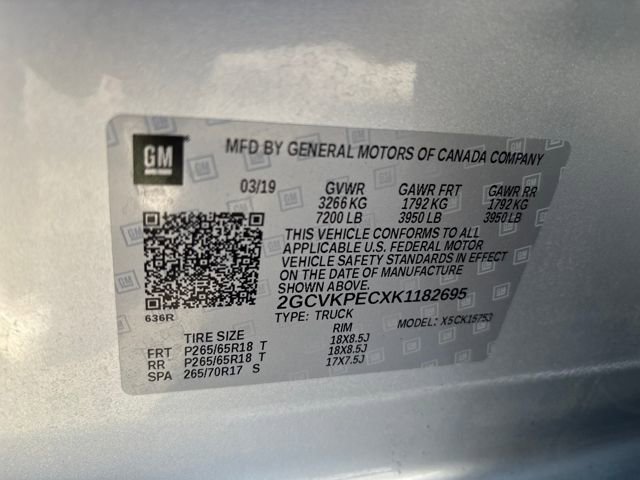 GM
MFD BY GENERAL MOTORS OF CANADA COMPANY
03/19 GVWR GAWR FRT GAWR RR
3266 KG 1792 KG 1792 KG
7200 LB 3950 LB 3950 LB
THIS VEHICLE CONFORMS TO ALL
APPLICABLE U.S. FEDERAL MOTOR
VEHICLE SAFETY STANDARDS IN EFFECT
ON THE DATE OF MANUFACTURE
SHOWN ABOVE.
636R
2GCVKPECXK1182695
TYPE: TRUCK MODEL: X5CK15753
TIRE SIZE RIM
FRT P265/65R18 T 18X8.5J
RR P265/65R18 T 18X8.5J
SPA 265/70R17 S 17X7.5J